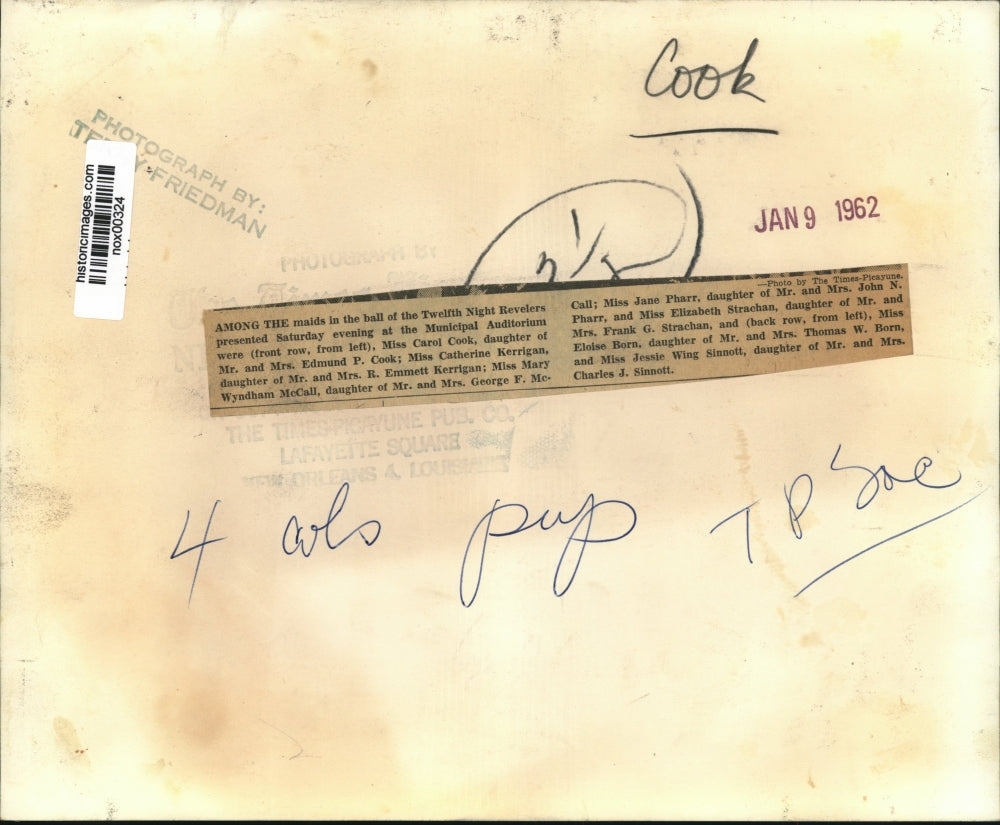 Cook
PHOTOGRAPH BY:
FRIEDMAN
historicimages.com
nox00324
JAN 9 1962
PHOTOGRAPH BY
—Photo by The Times-Picayune.
AMONG THE maids in the ball of the Twelfth Night Revelers
presented Saturday evening at the Municipal Auditorium
were (front row, from left), Miss Carol Cook, daughter of
Mr. and Mrs. Edmund P. Cook; Miss Catherine Kerrigan,
daughter of Mr. and Mrs. R. Emmett Kerrigan; Miss Mary
Wyndham McCall, daughter of Mr. and Mrs. George F. Mc-
Call; Miss Jane Pharr, daughter of Mr. and Mrs. John N.
Pharr, and Miss Elizabeth Strachan, daughter of Mr. and
Mrs. Frank G. Strachan, and (back row, from left), Miss
Eloise Born, daughter of Mr. and Mrs. Thomas W. Born,
and Miss Jessie Wing Sinnott, daughter of Mr. and Mrs.
Charles J. Sinnott.
THE TIMES-PICAYUNE PUB. CO.
LAFAYETTE SQUARE
NEW ORLEANS 4, LOUISIANA
4 cols pup TP Soc